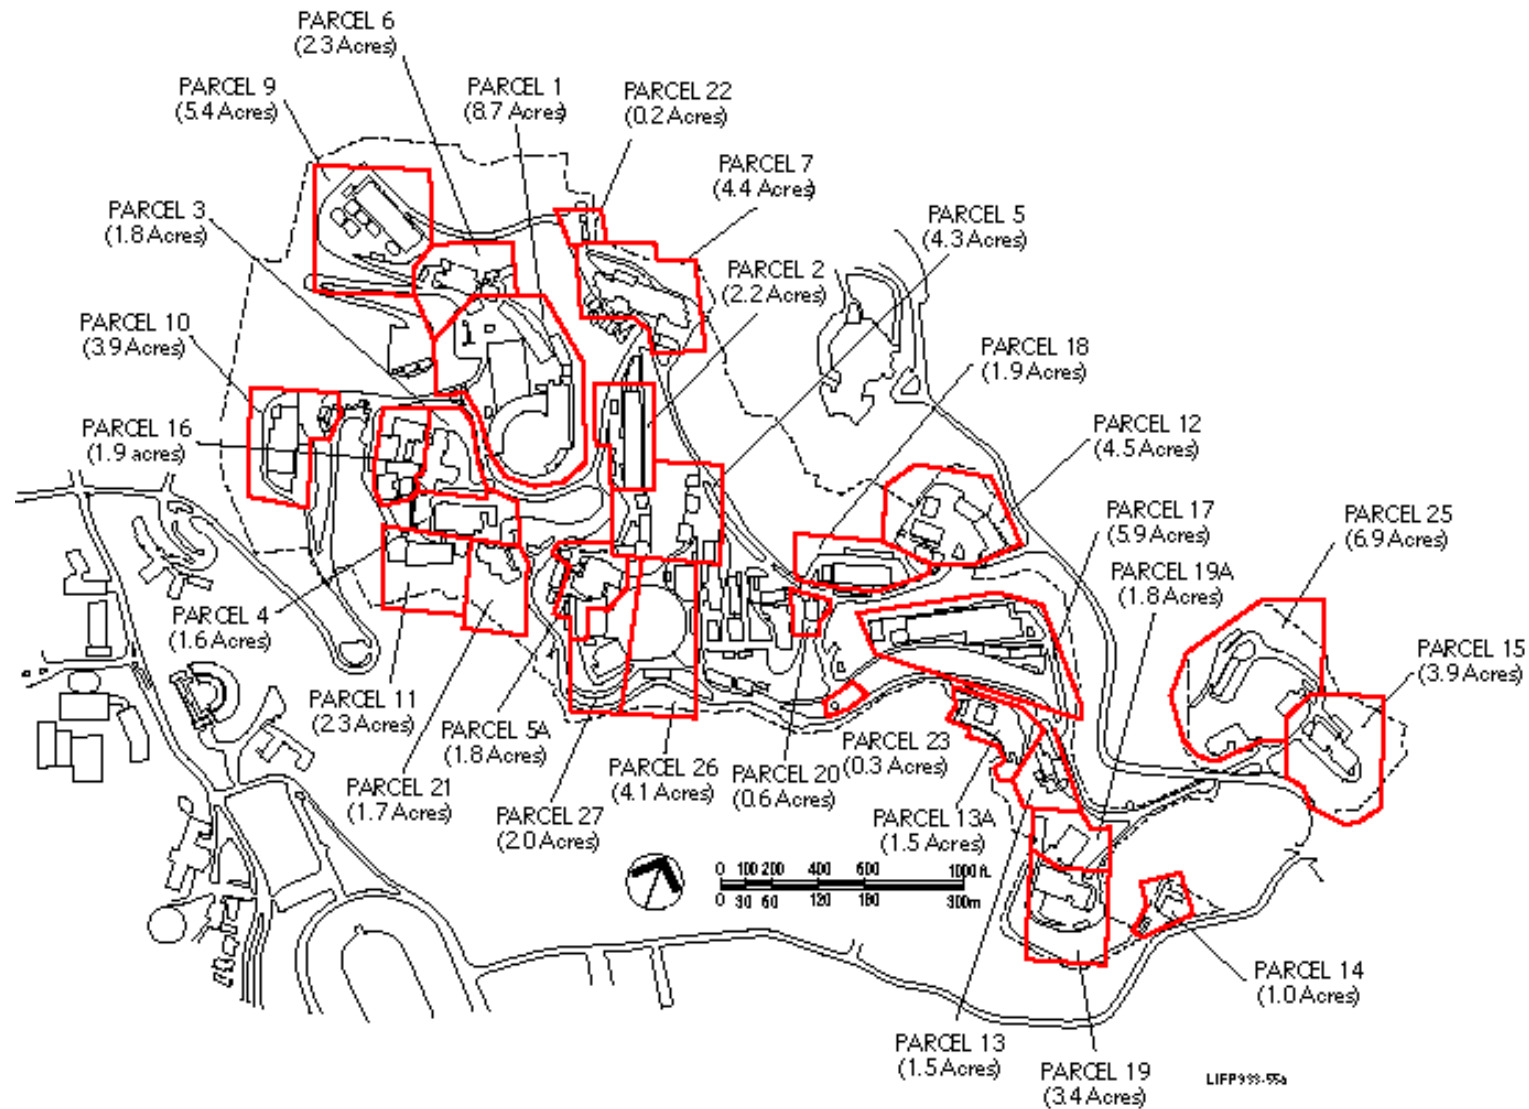 PARCEL 6
(2.3 Acres)
PARCEL 9
(5.4 Acres)
PARCEL 1
(8.7 Acres)
PARCEL 22
(0.2 Acres)
PARCEL 7
(4.4 Acres)
PARCEL 3
(1.8 Acres)
PARCEL 5
(4.3 Acres)
PARCEL 2
(2.2 Acres)
PARCEL 10
(3.9 Acres)
PARCEL 18
(1.9 Acres)
PARCEL 16
(1.9 acres)
PARCEL 12
(4.5 Acres)
PARCEL 17
(5.9 Acres)
PARCEL 25
(6.9 Acres)
PARCEL 19A
(1.8 Acres)
PARCEL 4
(1.6 Acres)
PARCEL 15
(3.9 Acres)
PARCEL 11
(2.3 Acres)
PARCEL 5A
(1.8 Acres)
PARCEL 23
(0.3 Acres)
PARCEL 26
(4.1 Acres)
PARCEL 20
(0.6 Acres)
PARCEL 21
(1.7 Acres)
PARCEL 27
(2.0 Acres)
PARCEL 13A
(1.5 Acres)
0 100 200 400 600 1000 ft.
0 30 60 120 180 300m
PARCEL 14
(1.0 Acres)
PARCEL 13
(1.5 Acres)
PARCEL 19
(3.4 Acres)